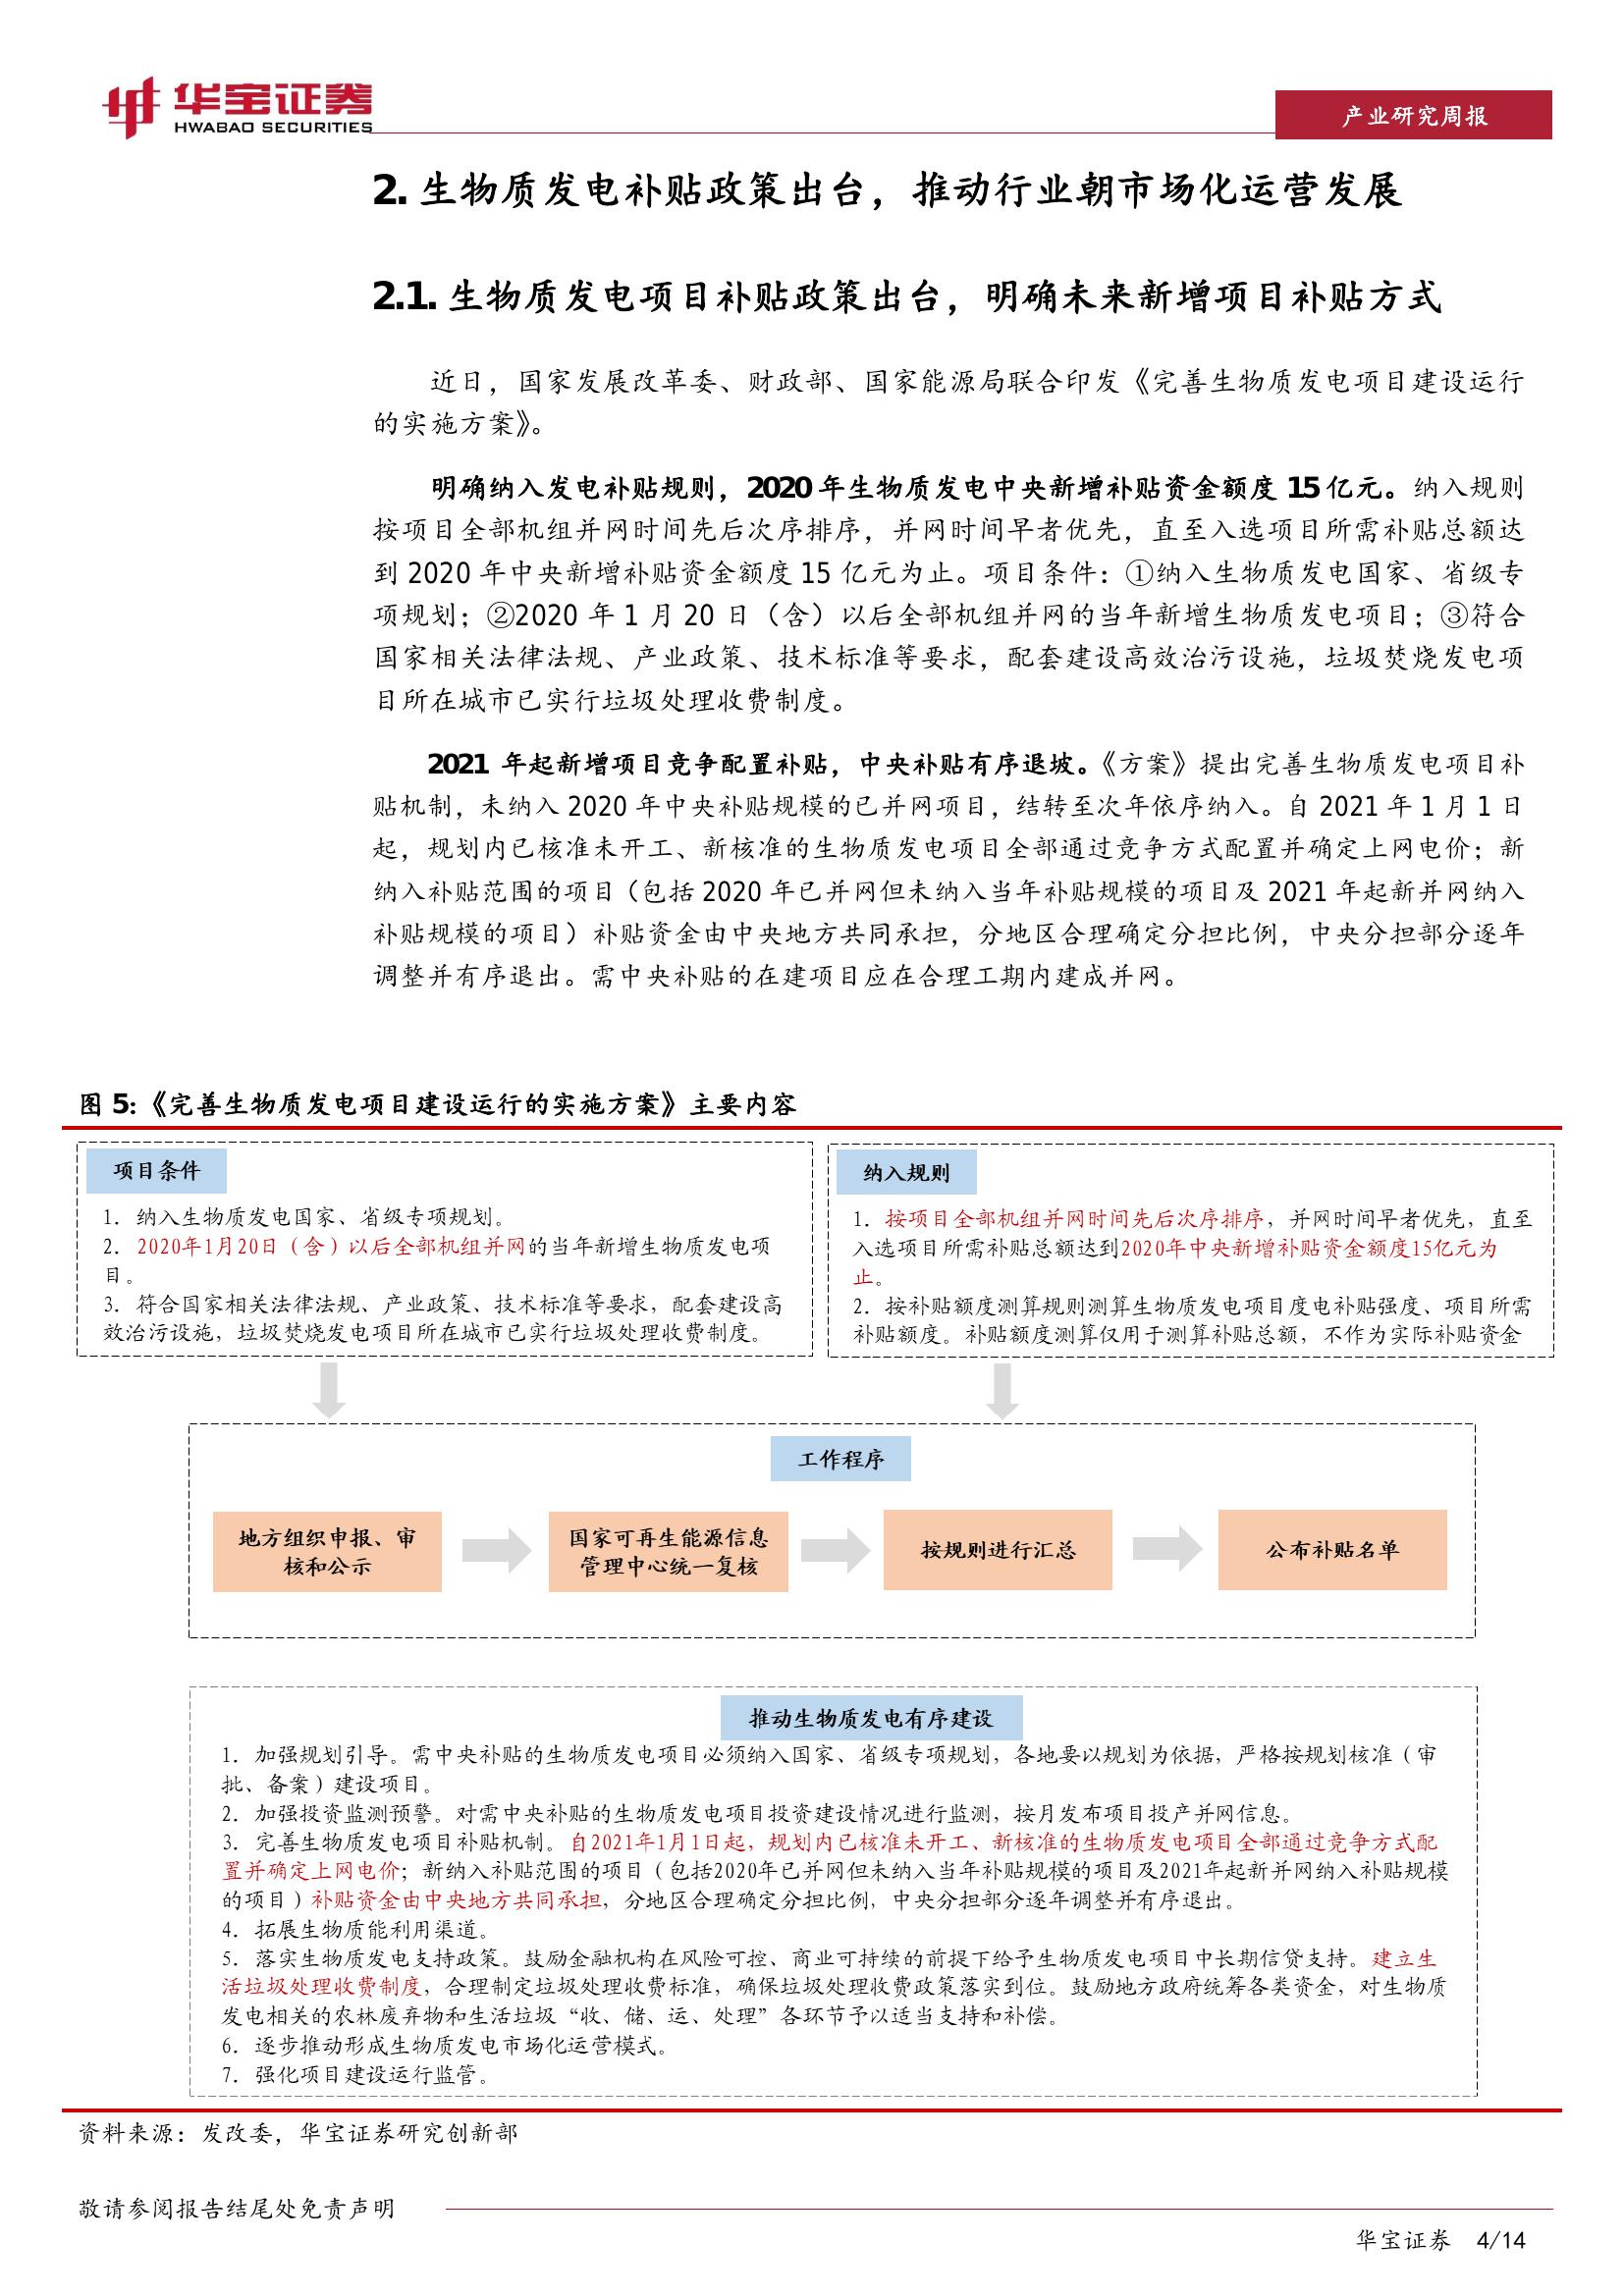 华宝证券
HWABAO SECURITIES
产业研究周报
2. 生物质发电补贴政策出台，推动行业朝市场化运营发展
2.1. 生物质发电项目补贴政策出台，明确未来新增项目补贴方式
近日，国家发展改革委、财政部、国家能源局联合印发《完善生物质发电项目建设运行
的实施方案》。
明确纳入发电补贴规则，2020 年生物质发电中央新增补贴资金额度 15 亿元。纳入规则
按项目全部机组并网时间先后次序排序，并网时间早者优先，直至入选项目所需补贴总额达
到 2020 年中央新增补贴资金额度 15 亿元为止。项目条件：①纳入生物质发电国家、省级专
项规划；②2020 年 1 月 20 日（含）以后全部机组并网的当年新增生物质发电项目；③符合
国家相关法律法规、产业政策、技术标准等要求，配套建设高效治污设施，垃圾焚烧发电项
目所在城市已实行垃圾处理收费制度。
2021 年起新增项目竞争配置补贴，中央补贴有序退坡。《方案》提出完善生物质发电项目补
贴机制，未纳入 2020 年中央补贴规模的已并网项目，结转至次年依序纳入。自 2021 年 1 月 1 日
起，规划内已核准未开工、新核准的生物质发电项目全部通过竞争方式配置并确定上网电价；新
纳入补贴范围的项目（包括 2020 年已并网但未纳入当年补贴规模的项目及 2021 年起新并网纳入
补贴规模的项目）补贴资金由中央地方共同承担，分地区合理确定分担比例，中央分担部分逐年
调整并有序退出。需中央补贴的在建项目应在合理工期内建成并网。
图 5:《完善生物质发电项目建设运行的实施方案》主要内容
项目条件
1. 纳入生物质发电国家、省级专项规划。
2. 2020年1月20日（含）以后全部机组并网的当年新增生物质发电项
目。
3. 符合国家相关法律法规、产业政策、技术标准等要求，配套建设高
效治污设施，垃圾焚烧发电项目所在城市已实行垃圾处理收费制度。
纳入规则
1. 按项目全部机组并网时间先后次序排序，并网时间早者优先，直至
入选项目所需补贴总额达到2020年中央新增补贴资金额度15亿元为
止。
2. 按补贴额度测算规则测算生物质发电项目度电补贴强度、项目所需
补贴额度。补贴额度测算仅用于测算补贴总额，不作为实际补贴资金
工作程序
地方组织申报、审
核和公示
国家可再生能源信息
管理中心统一复核
按规则进行汇总
公布补贴名单
推动生物质发电有序建设
1. 加强规划引导。需中央补贴的生物质发电项目必须纳入国家、省级专项规划，各地要以规划为依据，严格按规划核准（审
批、备案）建设项目。
2. 加强投资监测预警。对需中央补贴的生物质发电项目投资建设情况进行监测，按月发布项目投产并网信息。
3. 完善生物质发电项目补贴机制。自2021年1月1日起，规划内已核准未开工、新核准的生物质发电项目全部通过竞争方式配
置并确定上网电价；新纳入补贴范围的项目（包括2020年已并网但未纳入当年补贴规模的项目及2021年起新并网纳入补贴规模
的项目）补贴资金由中央地方共同承担，分地区合理确定分担比例，中央分担部分逐年调整并有序退出。
4. 拓展生物质能利用渠道。
5. 落实生物质发电支持政策。鼓励金融机构在风险可控、商业可持续的前提下给予生物质发电项目中长期信贷支持。建立生
活垃圾处理收费制度，合理制定垃圾处理收费标准，确保垃圾处理收费政策落实到位。鼓励地方政府统筹各类资金，对生物质
发电相关的农林废弃物和生活垃圾“收、储、运、处理”各环节予以适当支持和补偿。
6. 逐步推动形成生物质发电市场化运营模式。
7. 强化项目建设运行监管。
资料来源：发改委，华宝证券研究创新部
敬请参阅报告结尾处免责声明
华宝证券 4/14